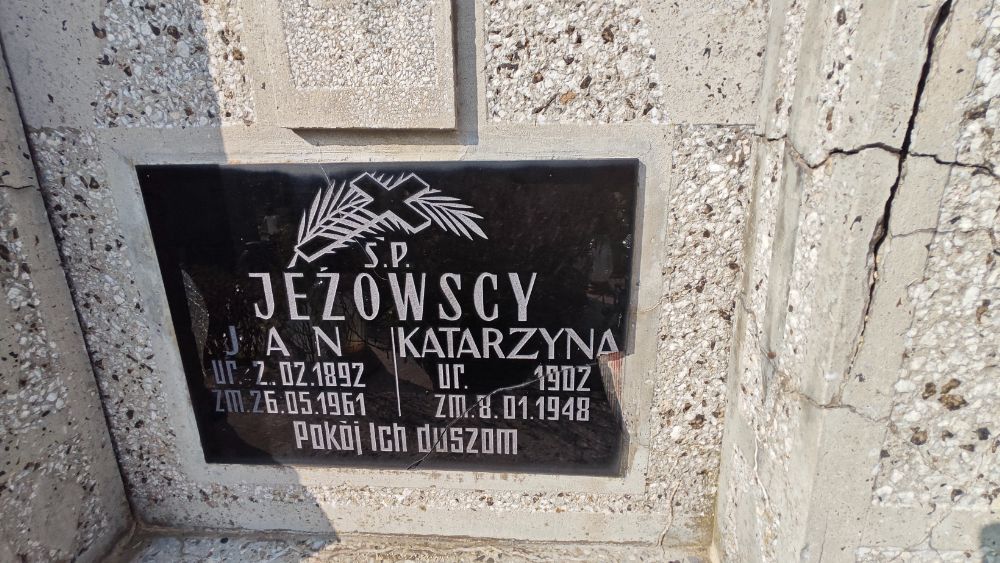 Ś.P.
JEŻOWSCY
JAN
ur. 2.02.1892
zm. 26.05.1961
KATARZYNA
ur. 1902
zm. 8.01.1948
Pokój Ich duszom